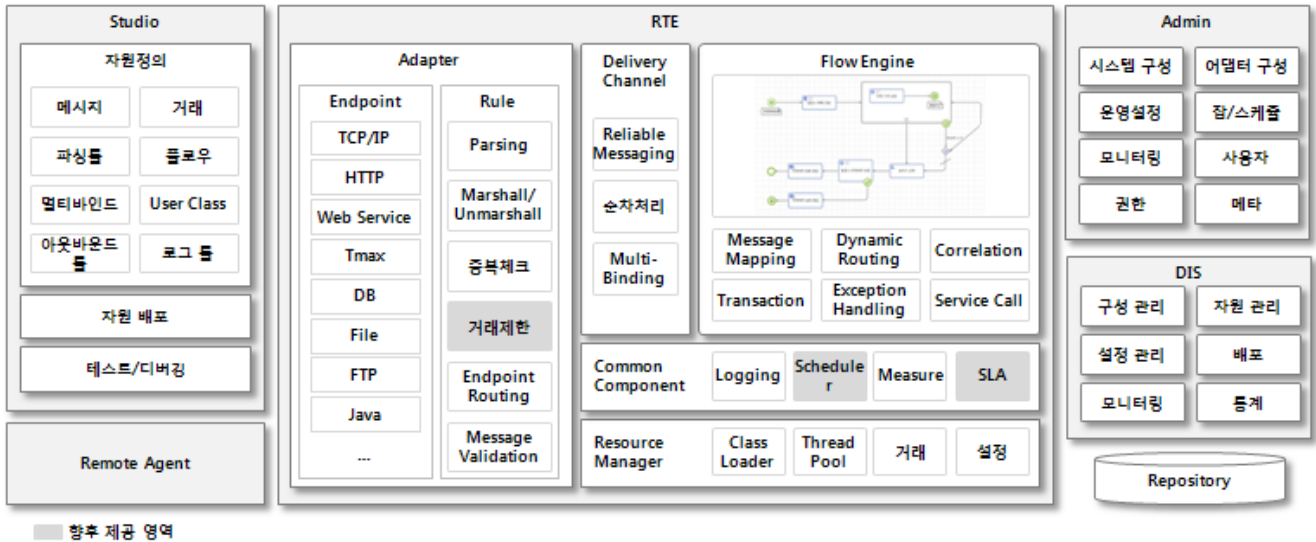 Studio
자원정의
메시지
거래
파싱룰
플로우
멀티바인드
User Class
아웃바운드
룰
로그 룰
자원 배포
테스트/디버깅
Remote Agent
RTE
Adapter
Endpoint
TCP/IP
HTTP
Web Service
Tmax
DB
File
FTP
Java
...
Rule
Parsing
Marshall/
Unmarshall
중복체크
거래제한
Endpoint
Routing
Message
Validation
Delivery
Channel
Reliable
Messaging
순차처리
Multi-
Binding
Flow Engine
Message
Mapping
Dynamic
Routing
Correlation
Transaction
Exception
Handling
Service Call
Common
Component
Logging
Schedule
r
Measure
SLA
Resource
Manager
Class
Loader
Thread
Pool
거래
설정
Admin
시스템 구성
어댑터 구성
운영설정
잡/스케쥴
모니터링
사용자
권한
메타
DIS
구성 관리
자원 관리
설정 관리
배포
모니터링
통계
Repository
향후 제공 영역